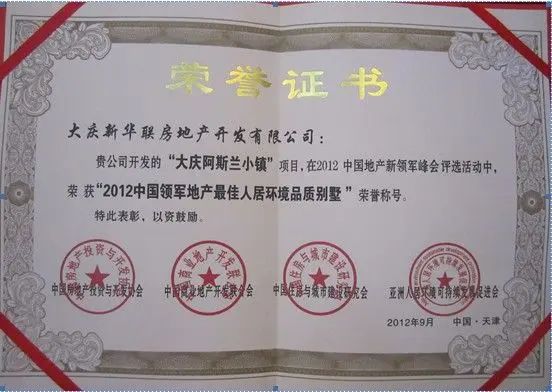 荣誉证书
大庆新华联房地产开发有限公司：
贵公司开发的“大庆阿斯兰小镇”项目，在2012 中国地产新领军峰会评选活动中，
荣 获“2012中国领军地产最佳人居环境品质别墅 ”荣誉称号。
特此表彰，以资鼓励。
中国房地产投资与开发协会 中国商业地产开发联合会 中国住房与城市建设研究会 亚洲人居环境可持续发展促进会
2012年9月 中国·天津